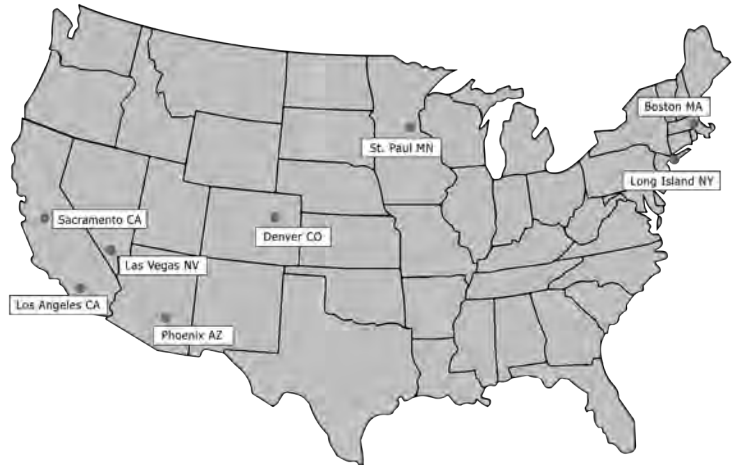 Boston MA
St. Paul MN
Long Island NY
Sacramento CA
Denver CO
Las Vegas NV
Los Angeles CA
Phoenix AZ